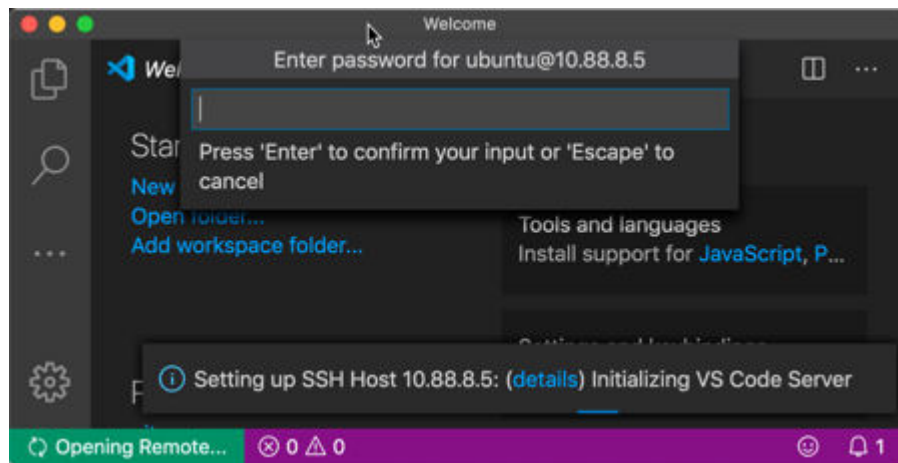 Welcome
Enter password for ubuntu@10.88.8.5
Wel
Press 'Enter' to confirm your input or 'Escape' to
cancel
Star
New
Open folder...
Add workspace folder...
Tools and languages
Install support for JavaScript, P...
Setting up SSH Host 10.88.8.5: (details) Initializing VS Code Server
Opening Remote...
0
0
1